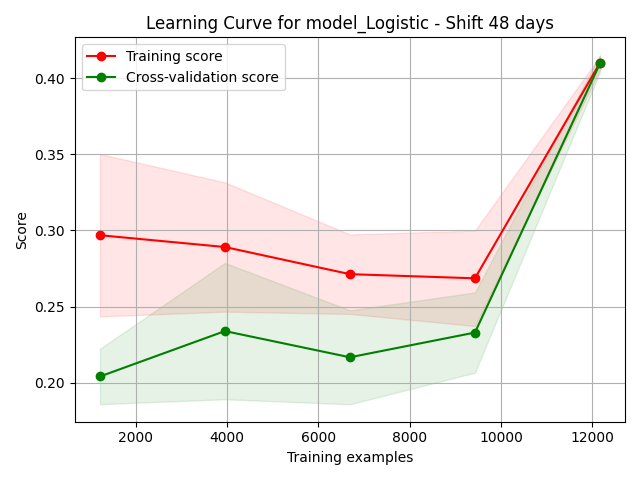 Learning Curve for model_Logistic - Shift 48 days
Training score
Cross-validation score
0.40
0.35
0.30
0.25
0.20
Score
2000 4000 6000 8000 10000 12000
Training examples